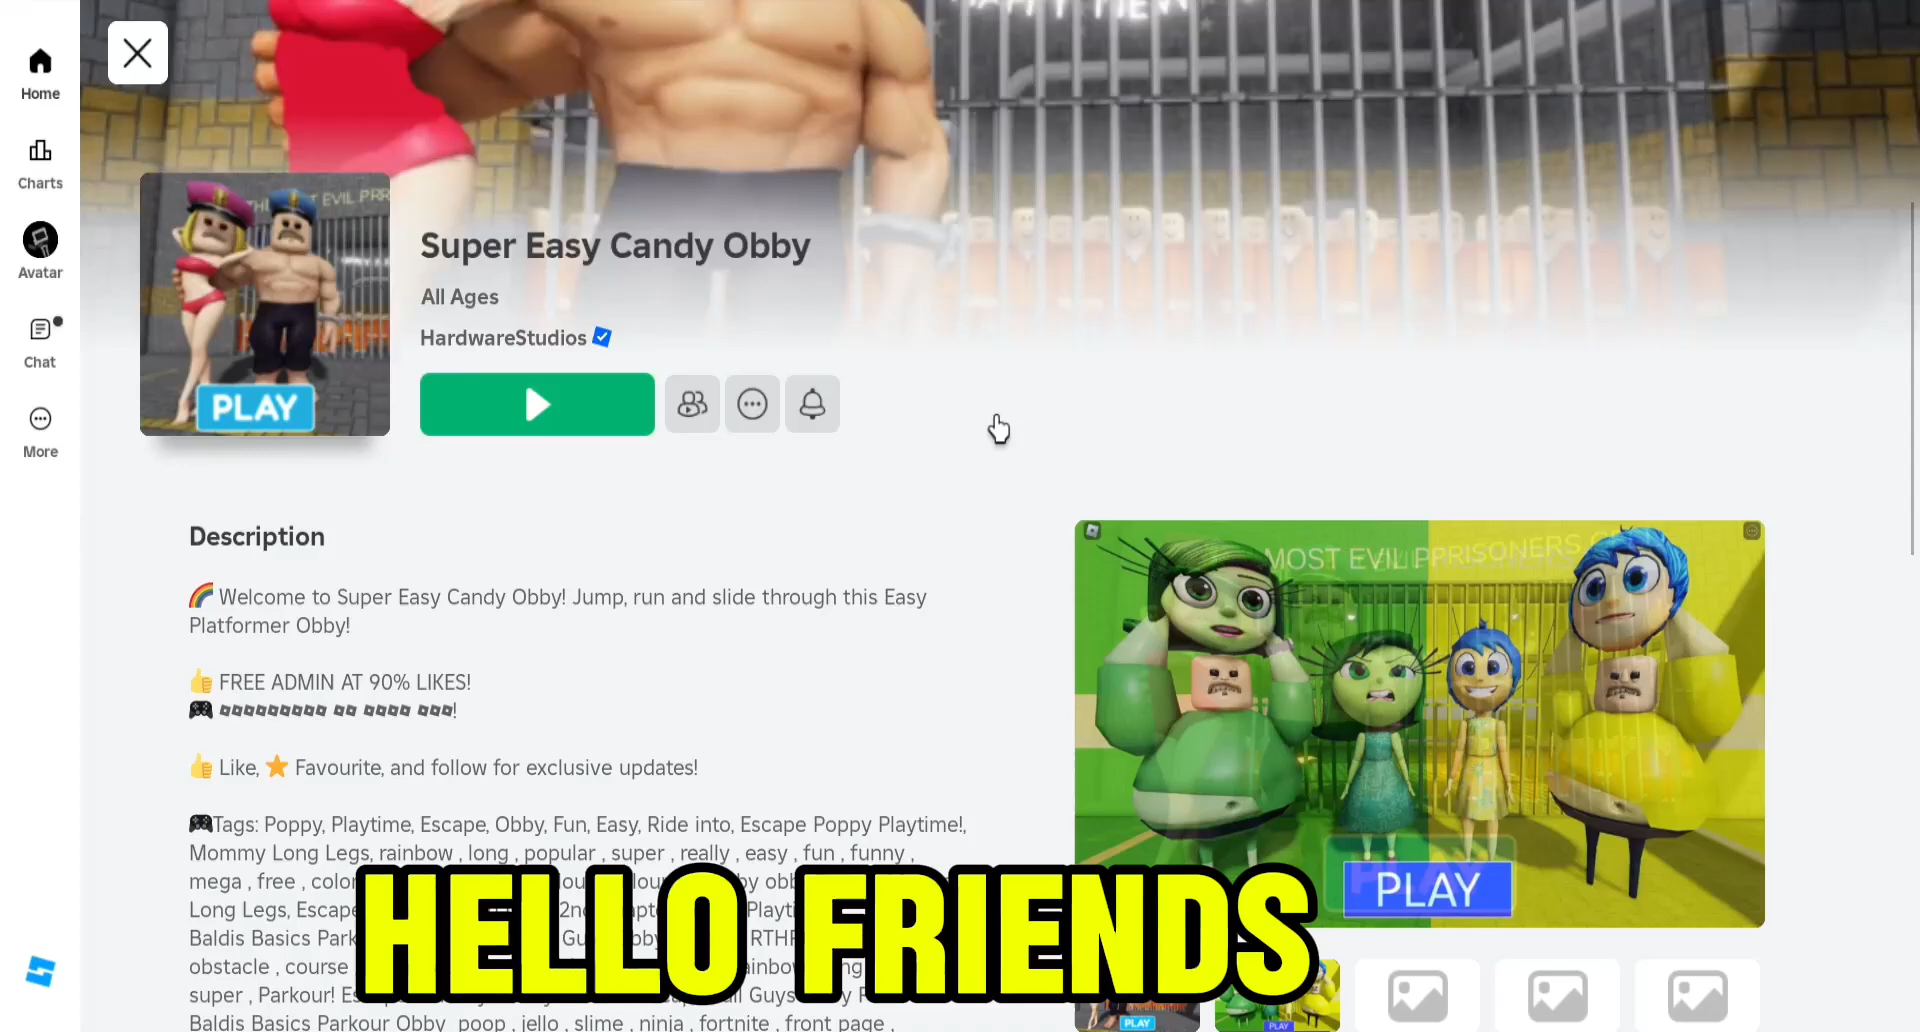 Home
Charts
Avatar
Chat
More
EVIL PRR
PLAY
Super Easy Candy Obby
All Ages
HardwareStudios
Description
🌈 Welcome to Super Easy Candy Obby! Jump, run and slide through this Easy
Platformer Obby!
👍 FREE ADMIN AT 90% LIKES!
👍 Like, ⭐ Favourite, and follow for exclusive updates!
🎮Tags: Poppy, Playtime, Escape, Obby, Fun, Easy, Ride into, Escape Poppy Playtime!,
Mommy Long Legs, rainbow , long , popular , super , really , easy , fun , funny ,
mega , free ,
Long Legs, Escape
Baldis Basics
obstacle , course
super , Parkour!
Baldis Basics Parkour Obby poop , jello , slime , ninja , fortnite , front page ,
MOST EVIL PPRISONERS
PLAY
HELLO FRIENDS
PLAY
PLAY